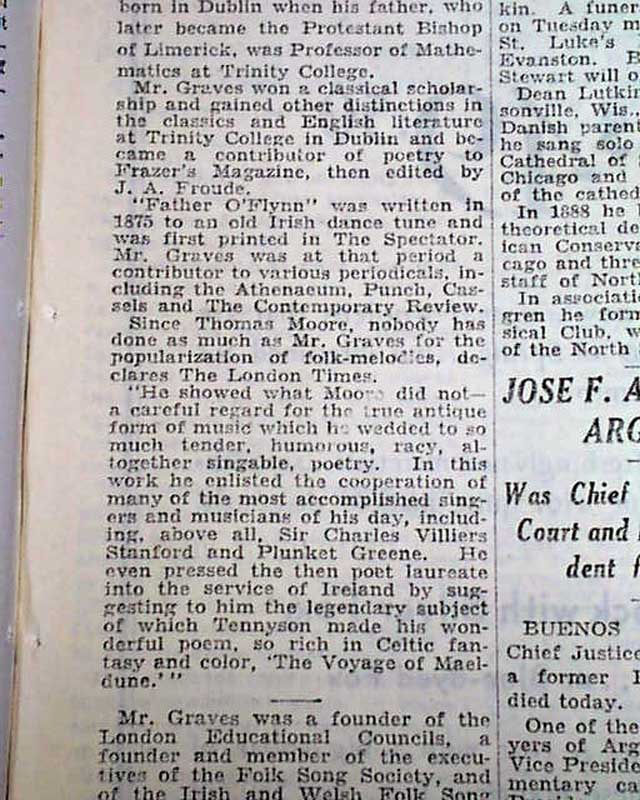 born in Dublin when his father, who
later became the Protestant Bishop
of Limerick, was Professor of Mathe-
matics at Trinity College.
Mr. Graves won a classical scholar-
ship and gained other distinctions in
the classics and English literature
at Trinity College in Dublin and be-
came a contributor of poetry to
Frazer's Magazine, then edited by
J. A. Froude.
"Father O'Flynn" was written in
1875 to an old Irish dance tune and
was first printed in The Spectator.
Mr. Graves was at that period a
contributor to various periodicals, in-
cluding the Athenaeum, Punch, Cas-
sels and The Contemporary Review.
Since Thomas Moore, nobody has
done as much as Mr. Graves for the
popularization of folk-melodies, de-
clares The London Times.
"He showed what Moore did not—
a careful regard for the true antique
form of music which he wedded to so
much tender, humorous, racy, al-
together singable, poetry. In this
work he enlisted the cooperation of
many of the most accomplished sing-
ers and musicians of his day, includ-
ing, above all, Sir Charles Villiers
Stanford and Plunket Greene. He
even pressed the then poet laureate
into the service of Ireland by sug-
gesting to him the legendary subject
of which Tennyson made his won-
derful poem, so rich in Celtic fan-
tasy and color, 'The Voyage of Mael-
dune.'"
Mr. Graves was a founder of the
London Educational Councils, a
founder and member of the execu-
tives of the Folk Song Society, and
of the Irish and Welsh Folk Song
kin. A funer
on Tuesday m
St. Luke's
Evanston. B
Stewart will o
Dean Lutkin
sonville, Wis.,
Danish parent
he sang solo
Cathedral of
Chicago and
of the cathed
In 1888 he
theoretical de
ican Conserva
cago and thre
staff of North
In associati
gren he form
sical Club, w
of the North
JOSE F. A
ARG
Was Chief
Court and
dent f
BUENOS
Chief Justice
a former
died today.
One of the
yers of Arg
Vice Preside
mentary ca